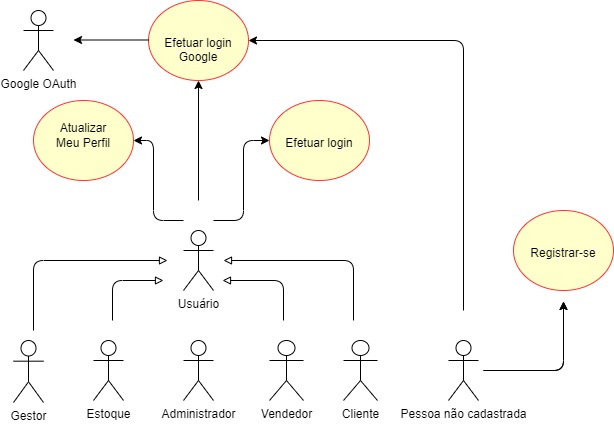 Efetuar login
Google
Google OAuth
Atualizar
Meu Perfil
Efetuar login
Registrar-se
Usuário
Gestor
Estoque
Administrador
Vendedor
Cliente
Pessoa não cadastrada